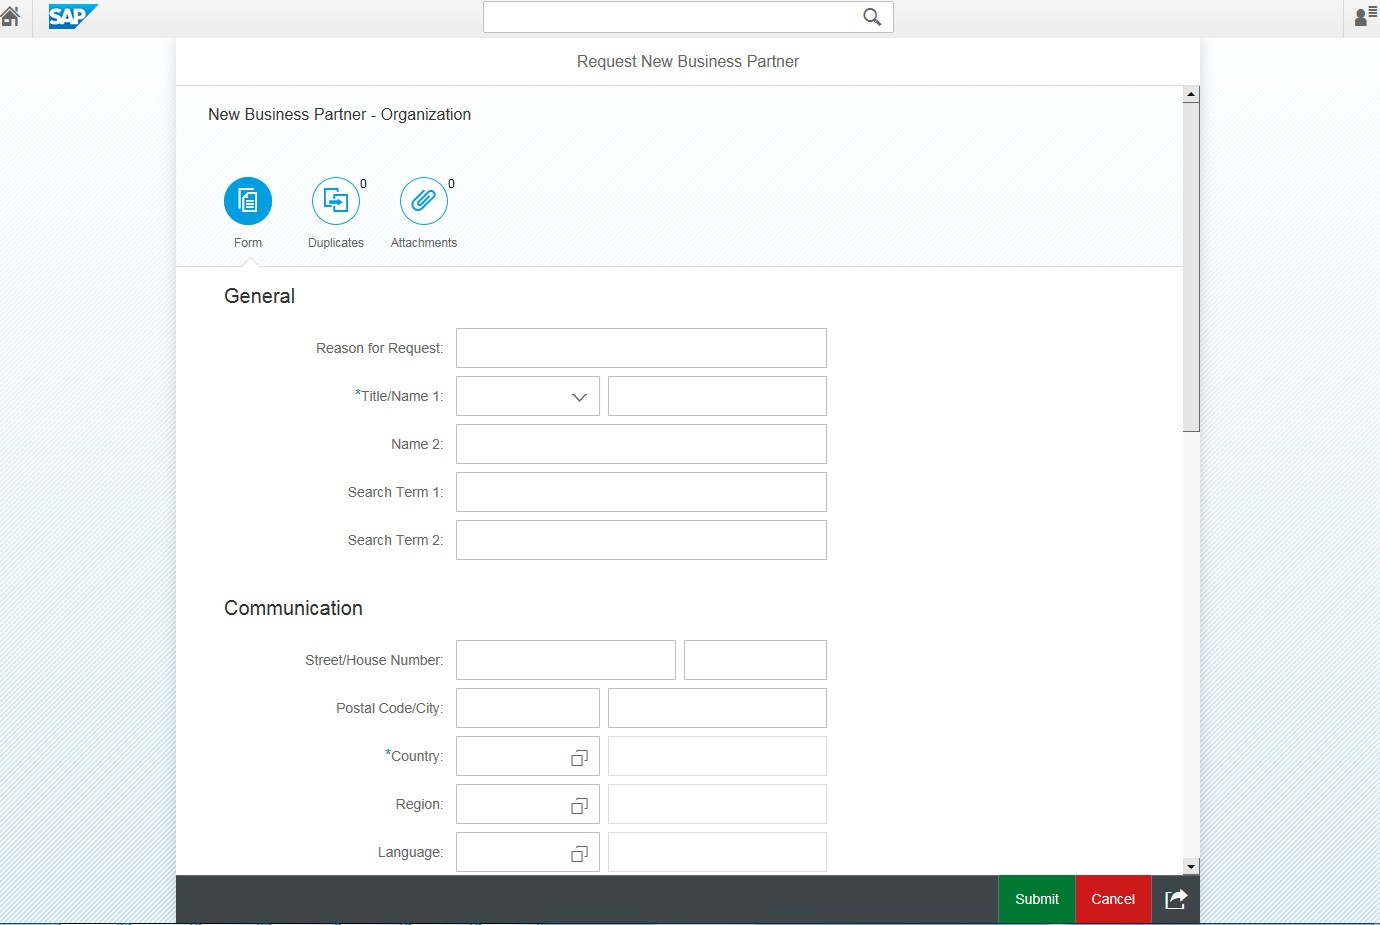 SAP
Request New Business Partner
New Business Partner - Organization
0
0
Form
Duplicates
Attachments
General
Reason for Request:
*Title/Name 1:
Name 2:
Search Term 1:
Search Term 2:
Communication
Street/House Number:
Postal Code/City:
*Country:
Region:
Language:
Submit
Cancel